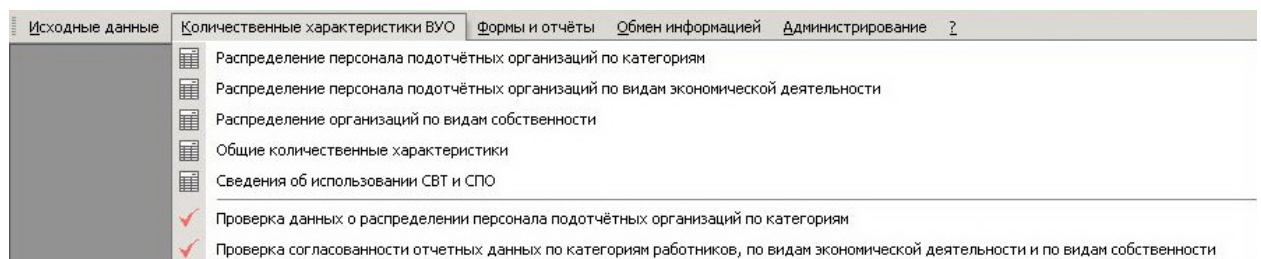 Исходные данные Количественные характеристики ВУО Формы и отчёты Обмен информацией Администрирование ?
Распределение персонала подотчётных организаций по категориям
Распределение персонала подотчётных организаций по видам экономической деятельности
Распределение организаций по видам собственности
Общие количественные характеристики
Сведения об использовании СВТ и СПО
Проверка данных о распределении персонала подотчётных организаций по категориям
Проверка согласованности отчетных данных по категориям работников, по видам экономической деятельности и по видам собственности